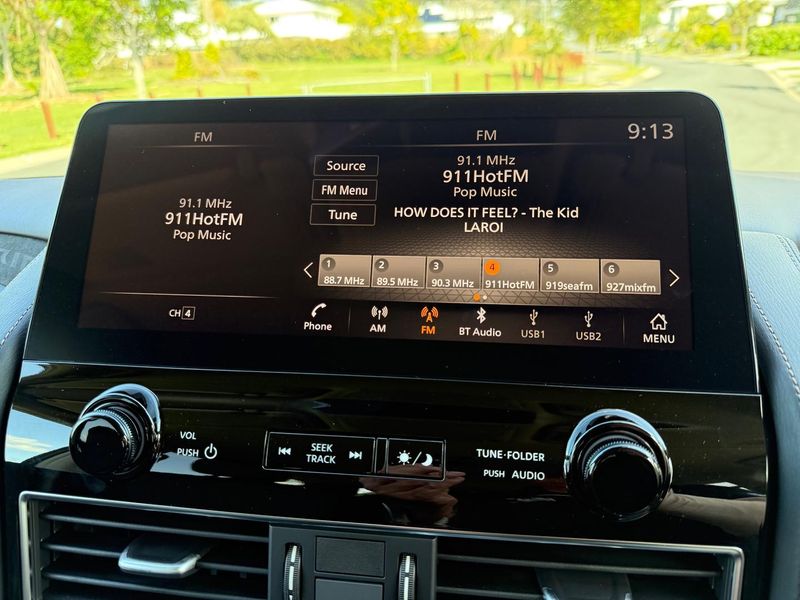 FM
91.1 MHz
911HotFM
Pop Music
CH 4
FM
9:13
Source
FM Menu
Tune
91.1 MHz
911HotFM
Pop Music
HOW DOES IT FEEL? - The Kid
LAROI
1 2 3 4 5 6
88.7 MHz 89.5 MHz 90.3 MHz 911HotFM 919seafm 927mixfm
Phone AM FM BT Audio USB1 USB2 MENU
VOL
PUSH
SEEK
TRACK
TUNE·FOLDER
PUSH AUDIO